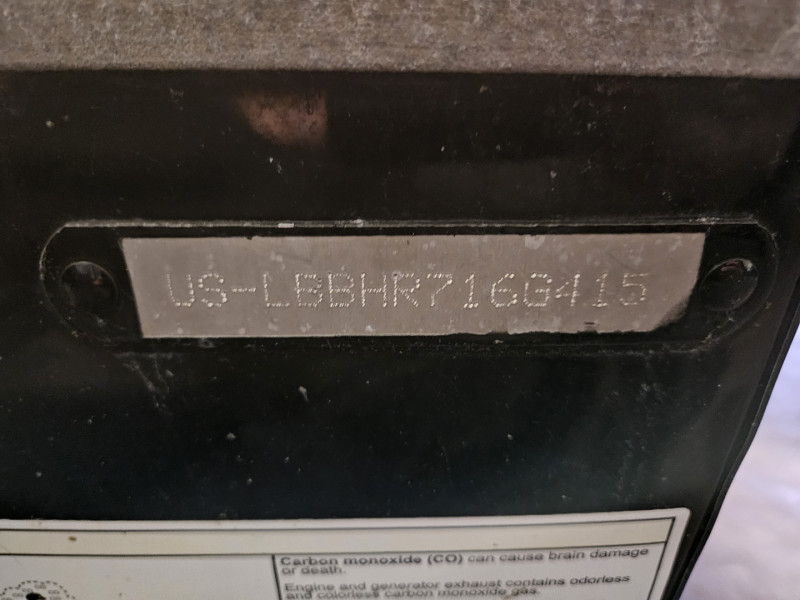 US-LBBHR716G415
Carbon monoxide (CO) can cause brain damage
or death.
Engine and generator exhaust contains odorless
and colorless carbon monoxide gas.